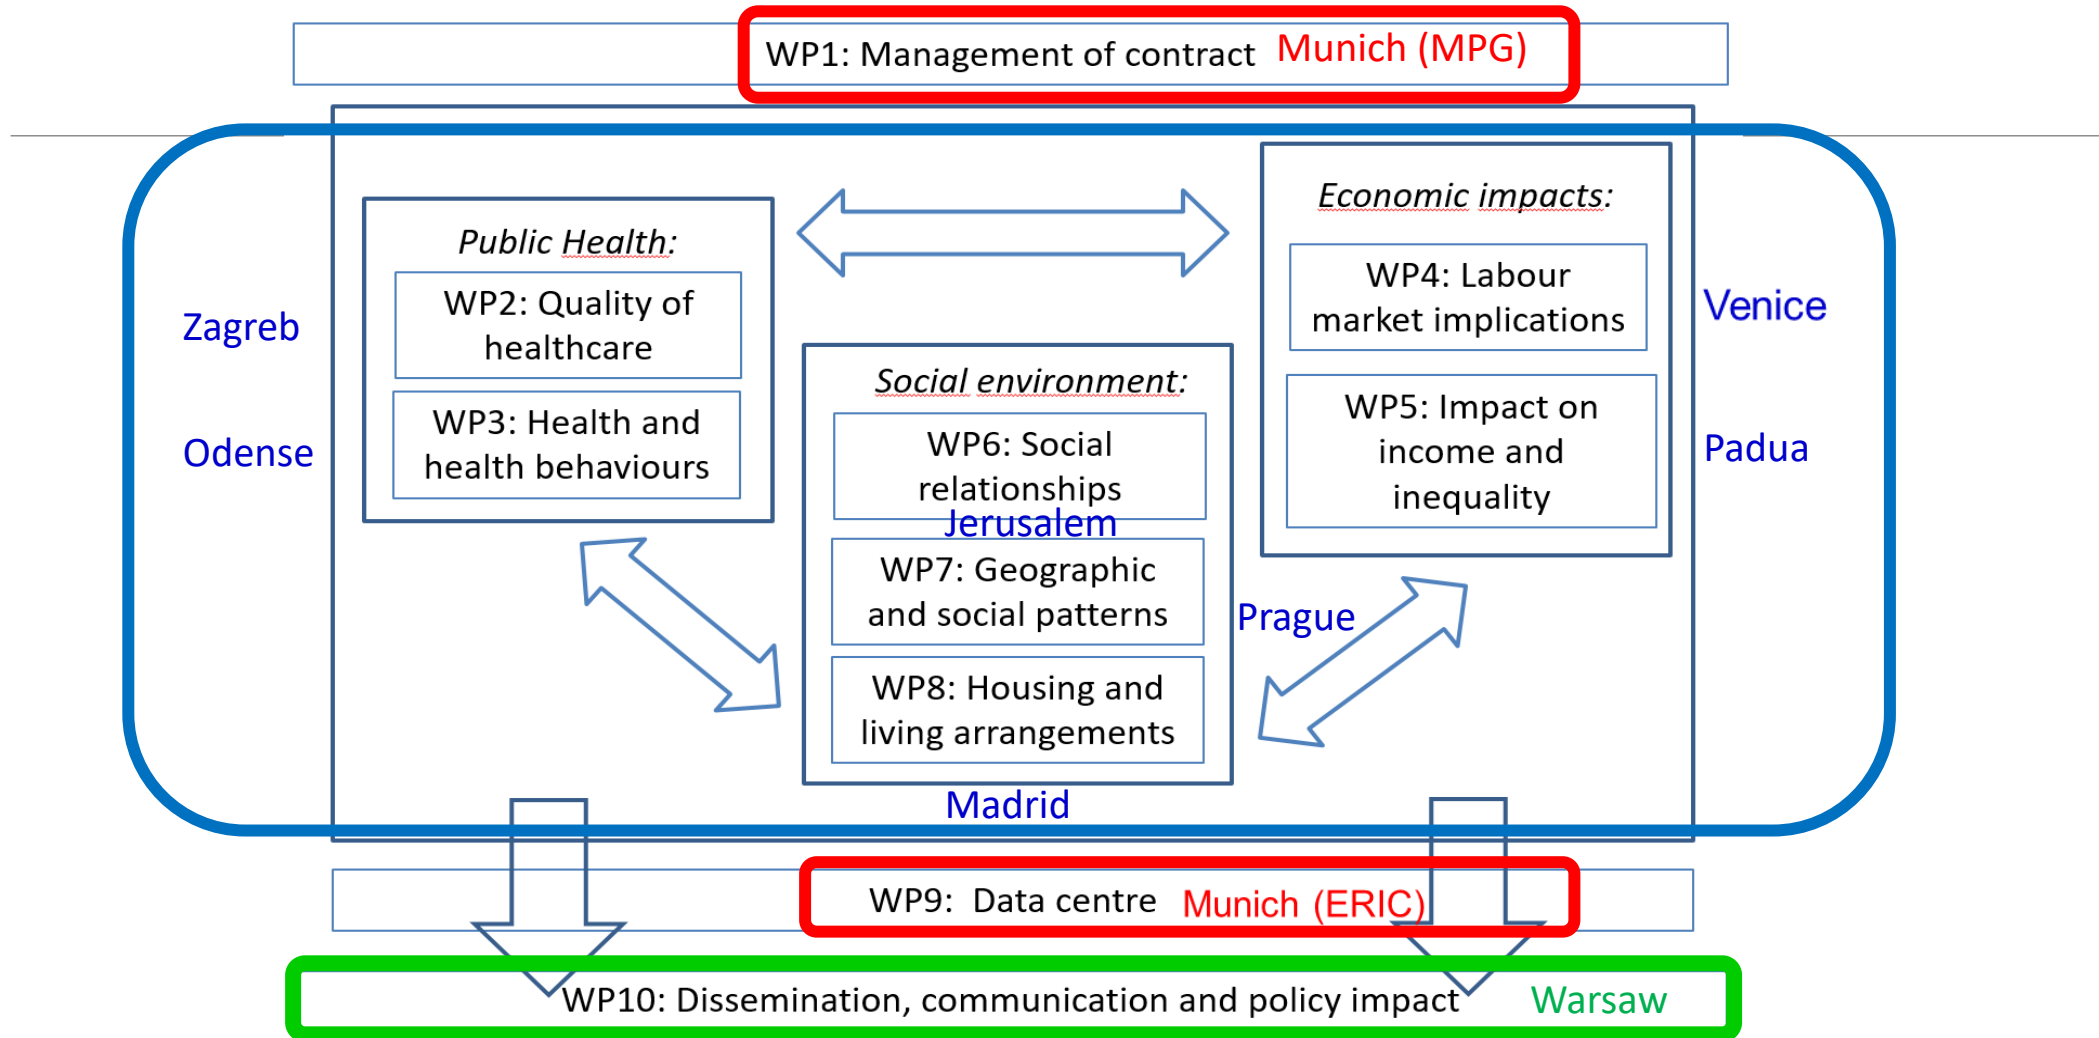 WP1: Management of contract Munich (MPG)
Public Health:
WP2: Quality of
healthcare
WP3: Health and
health behaviours
Zagreb
Odense
Economic impacts:
WP4: Labour
market implications
WP5: Impact on
income and
inequality
Venice
Padua
Social environment:
WP6: Social
relationships
Jerusalem
WP7: Geographic
and social patterns
Prague
WP8: Housing and
living arrangements
Madrid
WP9: Data centre Munich (ERIC)
WP10: Dissemination, communication and policy impact Warsaw